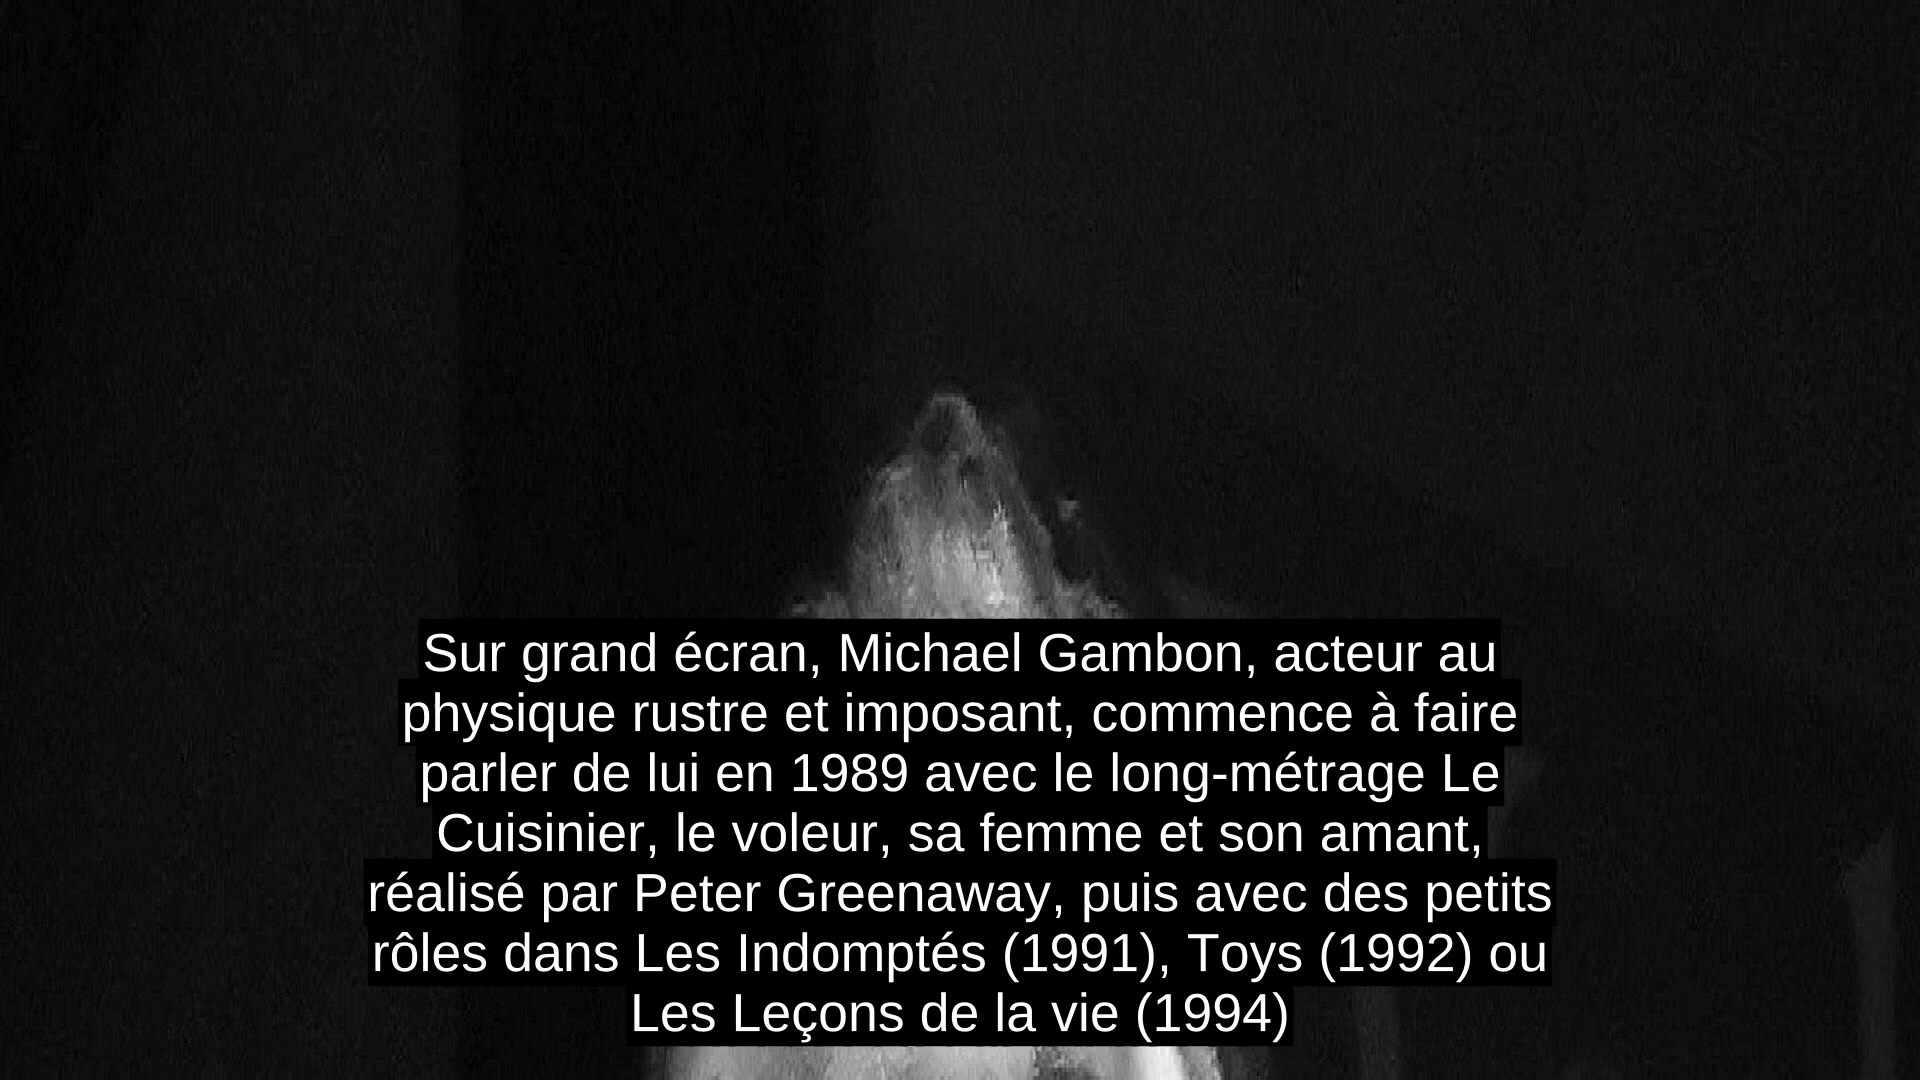 Sur grand écran, Michael Gambon, acteur au
physique rustre et imposant, commence à faire
parler de lui en 1989 avec le long-métrage Le
Cuisinier, le voleur, sa femme et son amant,
réalisé par Peter Greenaway, puis avec des petits
rôles dans Les Indomptés (1991), Toys (1992) ou
Les Leçons de la vie (1994)